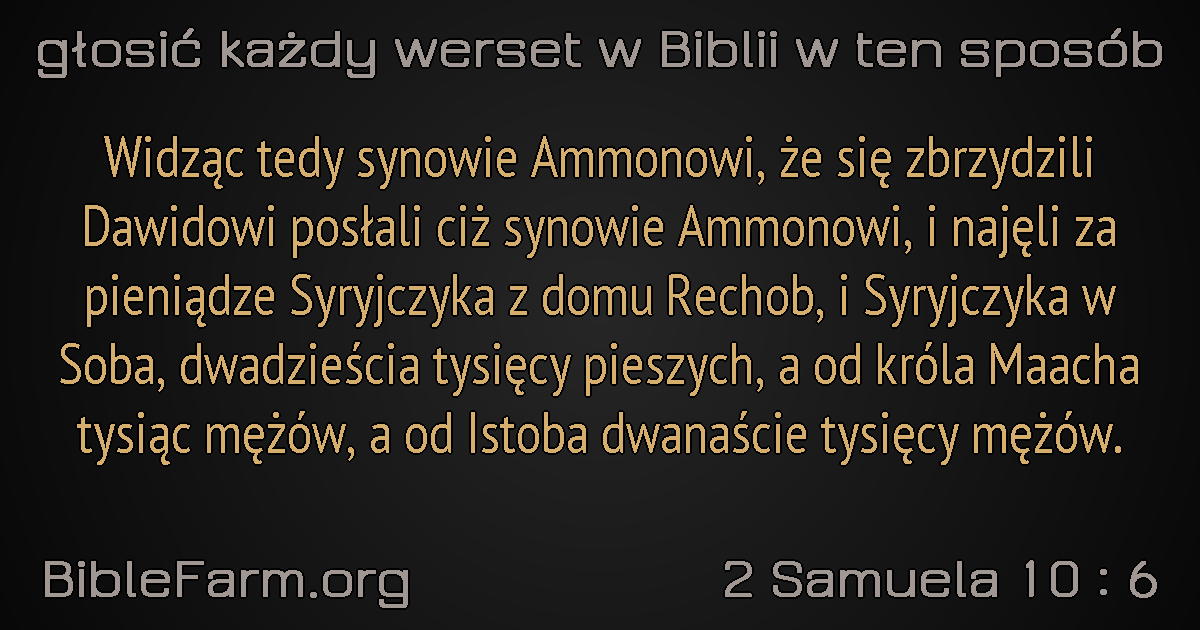 głosić każdy werset w Biblii w ten sposób
Widząc tedy synowie Ammonowi, że się zbrzydzili
Dawidowi posłali ciż synowie Ammonowi, i najęli za
pieniądze Syryjczyka z domu Rechob, i Syryjczyka w
Soba, dwadzieścia tysięcy pieszych, a od króla Maacha
tysiąc mężów, a od Istoba dwanaście tysięcy mężów.
BibleFarm.org
2 Samuela 10 : 6